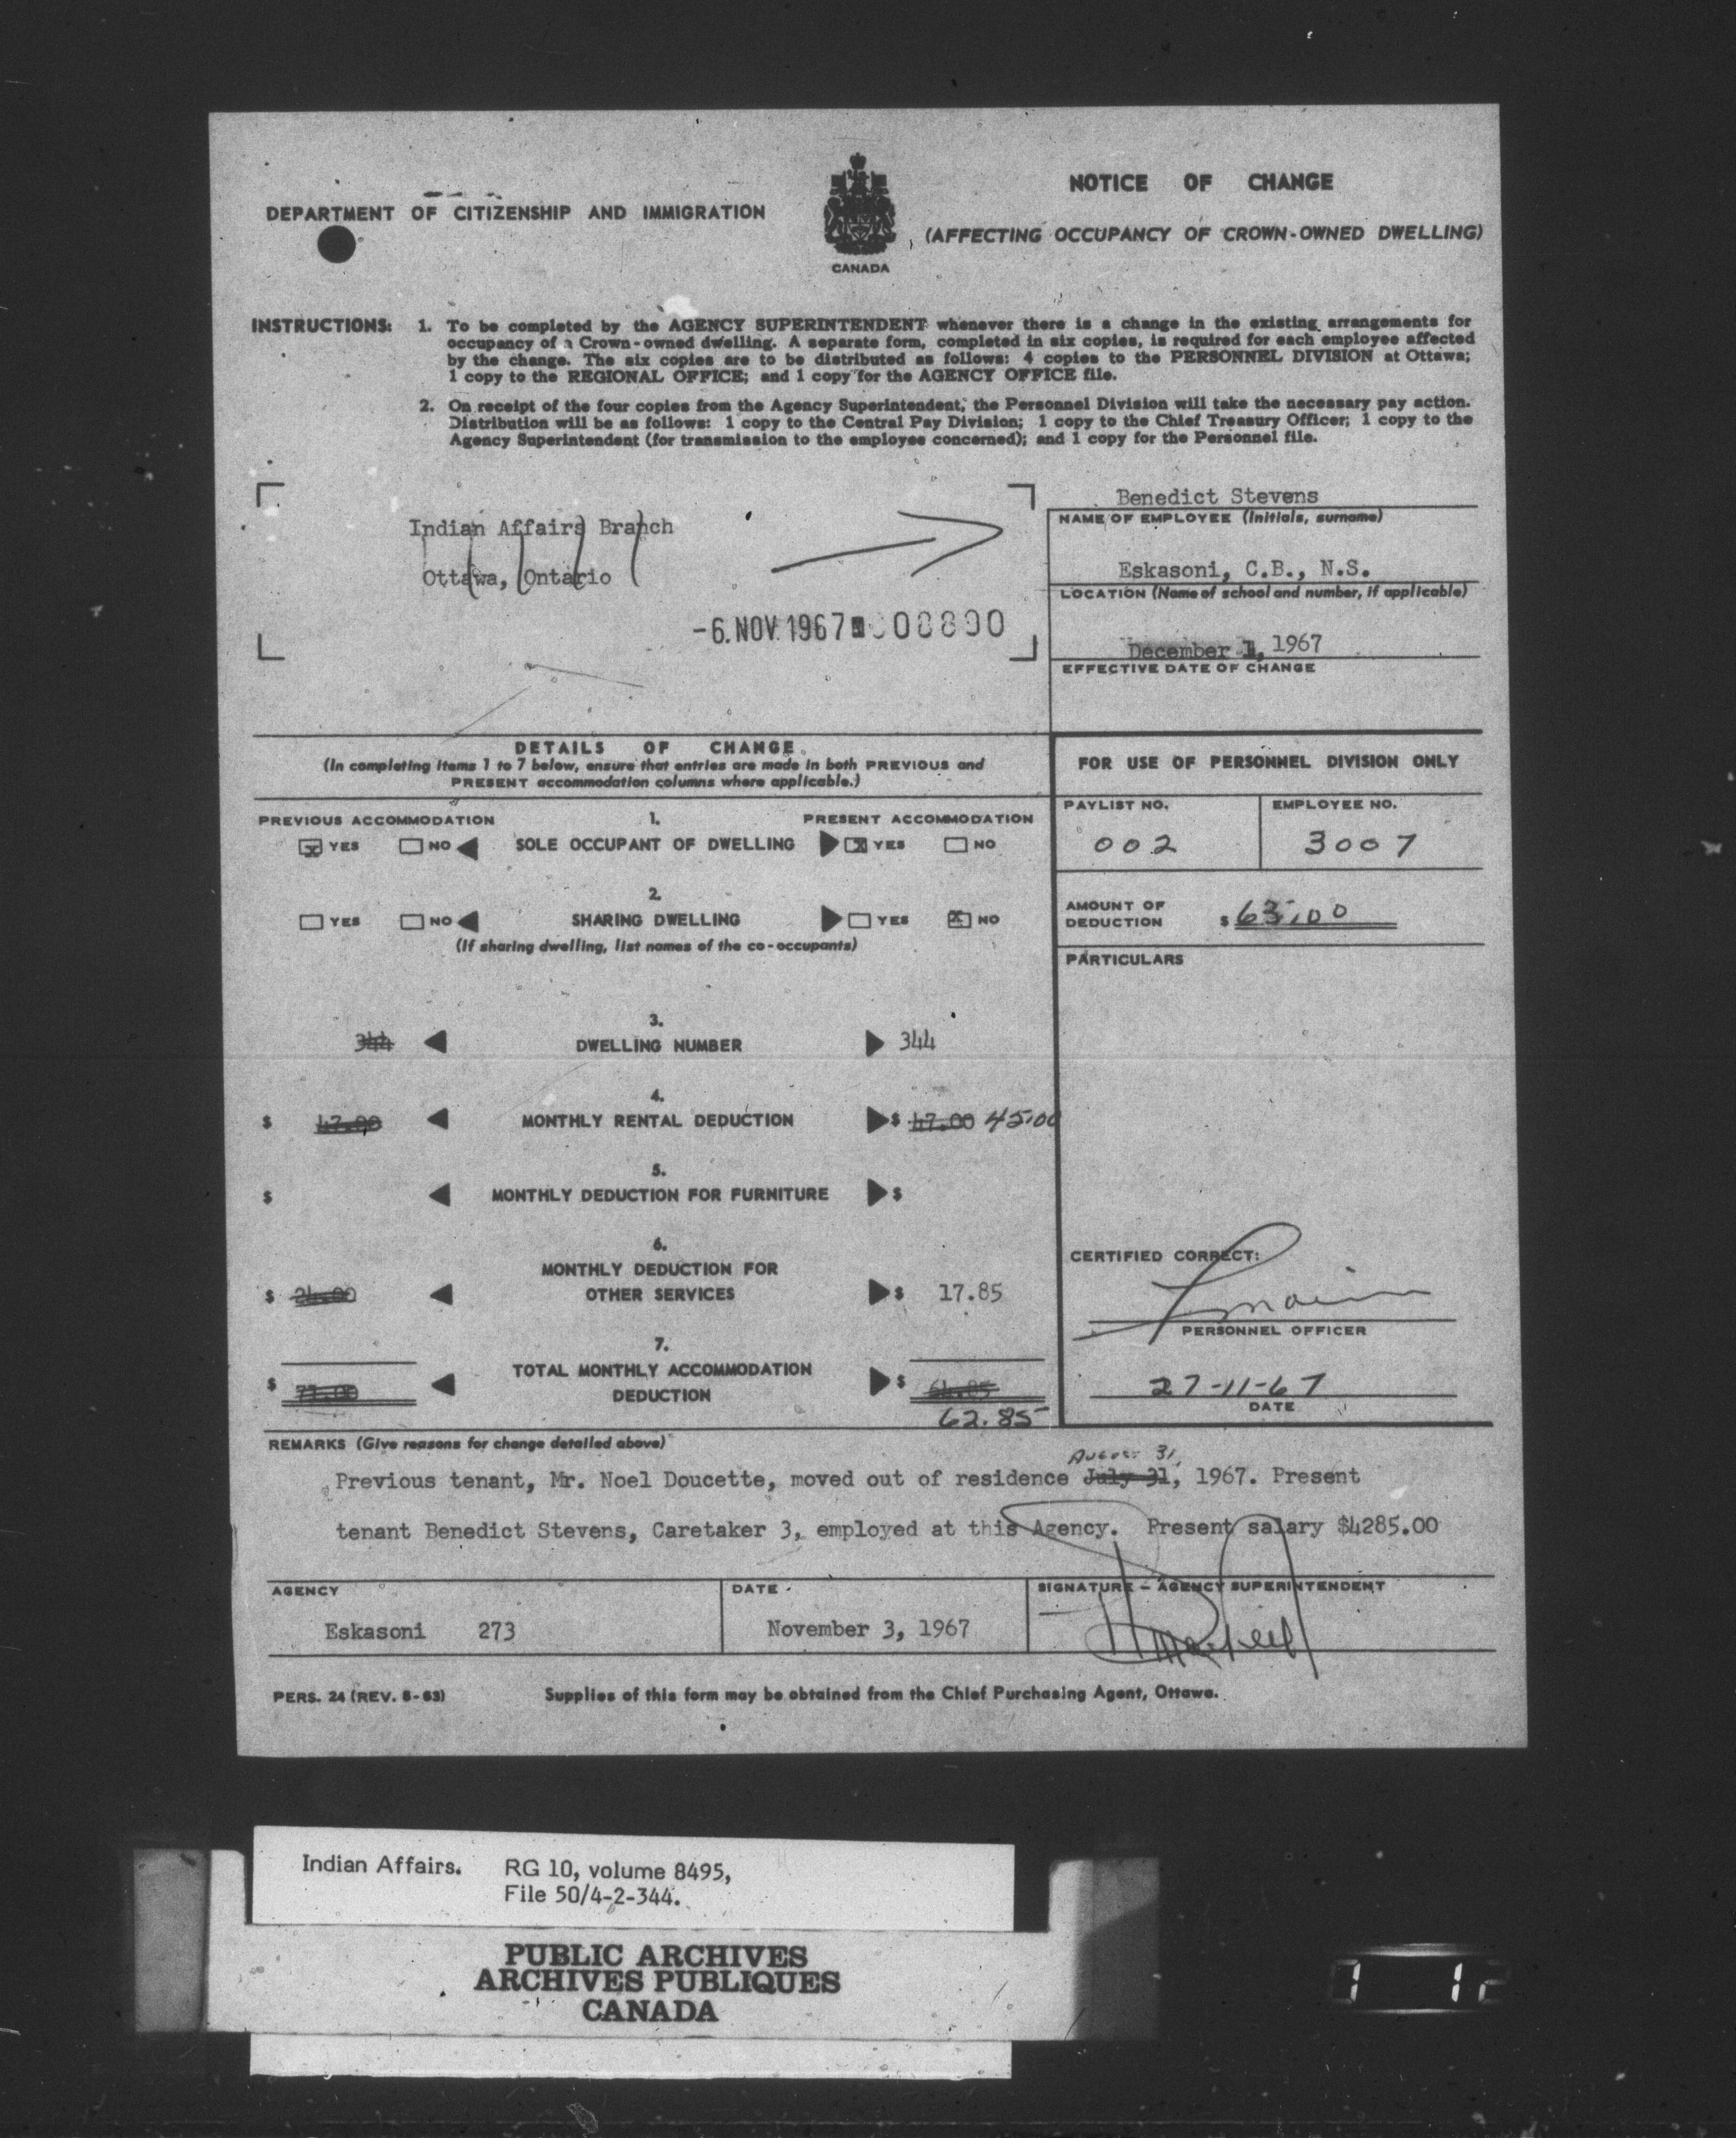 NOTICE OF CHANGE
DEPARTMENT OF CITIZENSHIP AND IMMIGRATION
(AFFECTING OCCUPANCY OF CROWN-OWNED DWELLING)
CANADA
INSTRUCTIONS: 1. To be completed by the AGENCY SUPERINTENDENT whenever there is a change in the existing arrangements for
occupancy of a Crown-owned dwelling. A separate form, completed in six copies, is required for each employee affected
by the change. The six copies are to be distributed as follows: 4 copies to the PERSONNEL DIVISION at Ottawa;
1 copy to the REGIONAL OFFICE; and 1 copy for the AGENCY OFFICE file.
2. On receipt of the four copies from the Agency Superintendent, the Personnel Division will take the necessary pay action.
Distribution will be as follows: 1 copy to the Central Pay Division; 1 copy to the Chief Treasury Officer; 1 copy to the
Agency Superintendent (for transmission to the employee concerned); and 1 copy for the Personnel file.
Indian Affairs Branch
Ottawa, Ontario
-6. NOV. 1967 000800
Benedict Stevens
NAME OF EMPLOYEE (Initials, surname)
Eskasoni, C.B., N.S.
LOCATION (Name of school and number, if applicable)
December 1, 1967
EFFECTIVE DATE OF CHANGE
DETAILS OF CHANGE
(In completing items 1 to 7 below, ensure that entries are made in both PREVIOUS and
PRESENT accommodation columns where applicable.)
PREVIOUS ACCOMMODATION 1. PRESENT ACCOMMODATION
x YES NO SOLE OCCUPANT OF DWELLING x YES NO
2.
YES NO SHARING DWELLING YES x NO
(If sharing dwelling, list names of the co-occupants)
3.
344 DWELLING NUMBER 344
4.
$ 47.00 MONTHLY RENTAL DEDUCTION $ 47.00 45.00
5.
$ MONTHLY DEDUCTION FOR FURNITURE $
6.
MONTHLY DEDUCTION FOR
$ 24.00 OTHER SERVICES $ 17.85
7.
TOTAL MONTHLY ACCOMMODATION
$ DEDUCTION $ 64.85
62.85
FOR USE OF PERSONNEL DIVISION ONLY
PAYLIST NO. EMPLOYEE NO.
002 3007
AMOUNT OF
DEDUCTION $ 63.00
PARTICULARS
CERTIFIED CORRECT:
PERSONNEL OFFICER
27-11-67
DATE
REMARKS (Give reasons for change detailed above)
August 31,
Previous tenant, Mr. Noel Doucette, moved out of residence July 31, 1967. Present
tenant Benedict Stevens, Caretaker 3, employed at this Agency. Present salary $4285.00
AGENCY DATE SIGNATURE - AGENCY SUPERINTENDENT
Eskasoni 273 November 3, 1967
PERS. 24 (REV. 8-63) Supplies of this form may be obtained from the Chief Purchasing Agent, Ottawa.
Indian Affairs. RG 10, volume 8495,
File 50/4-2-344.
PUBLIC ARCHIVES
ARCHIVES PUBLIQUES
CANADA